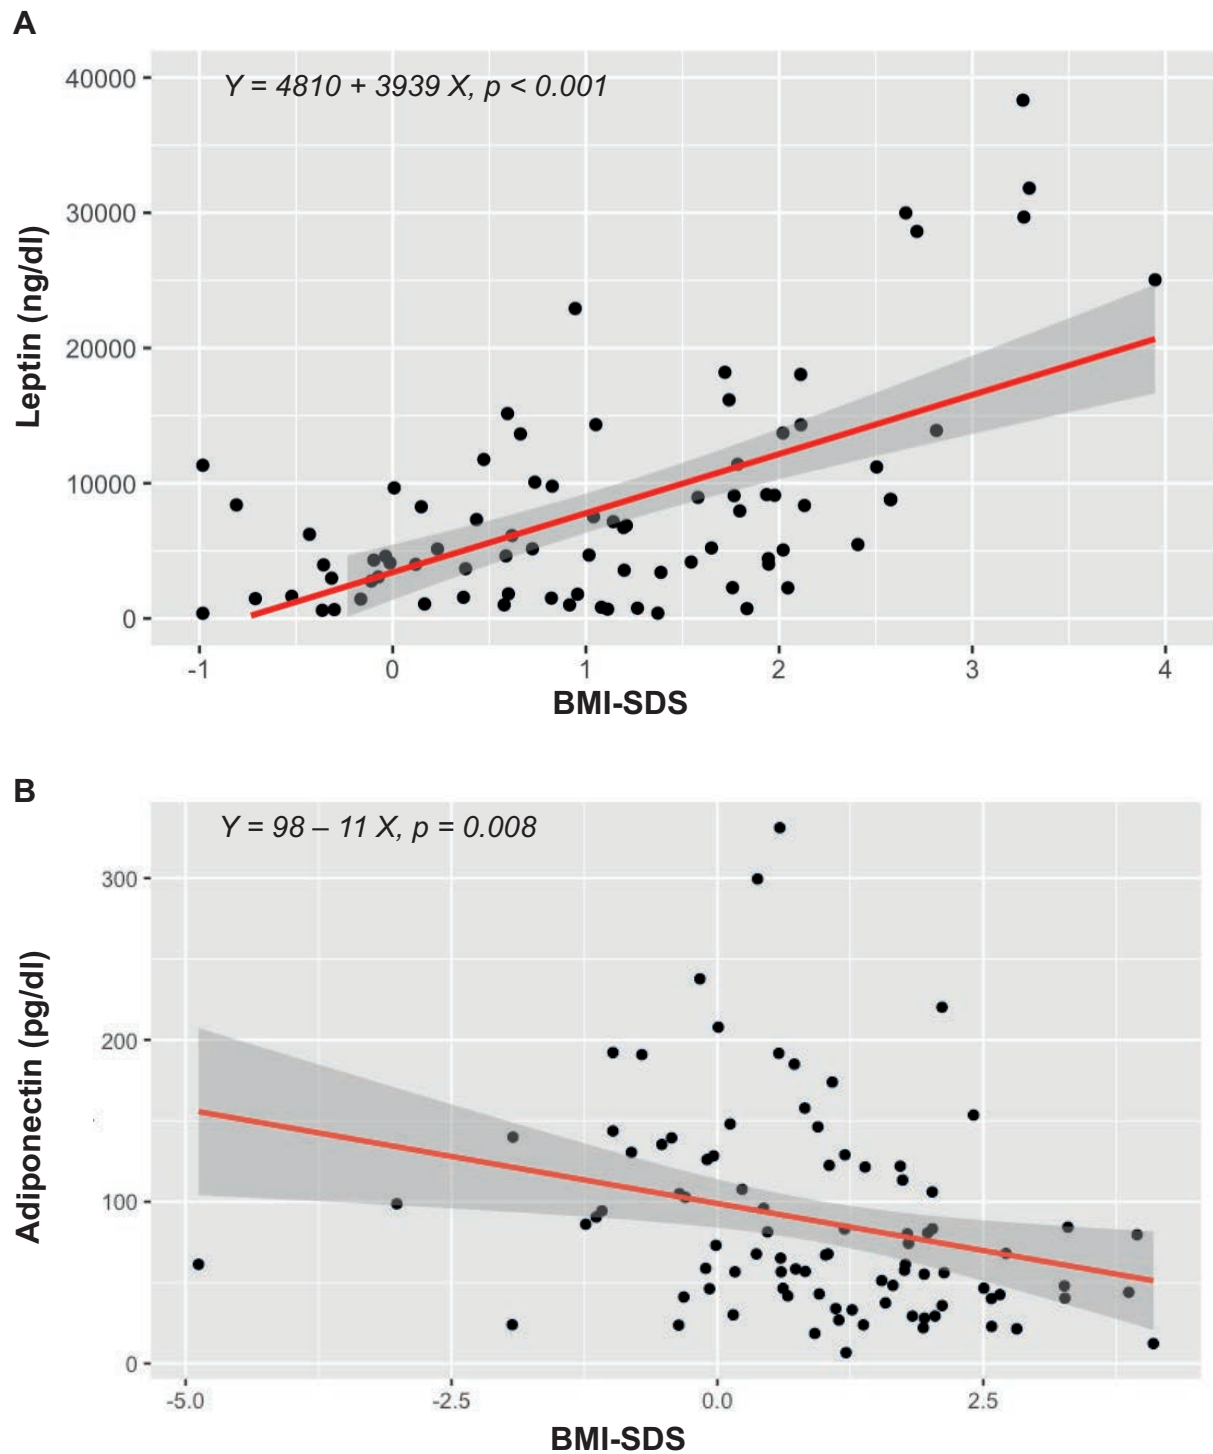 A
Y = 4810 + 3939 X, p < 0.001
40000
30000
20000
10000
0
Leptin (ng/dl)
-1 0 1 2 3 4
BMI-SDS
B
Y = 98 – 11 X, p = 0.008
300
200
100
0
Adiponectin (pg/dl)
-5.0 -2.5 0.0 2.5
BMI-SDS